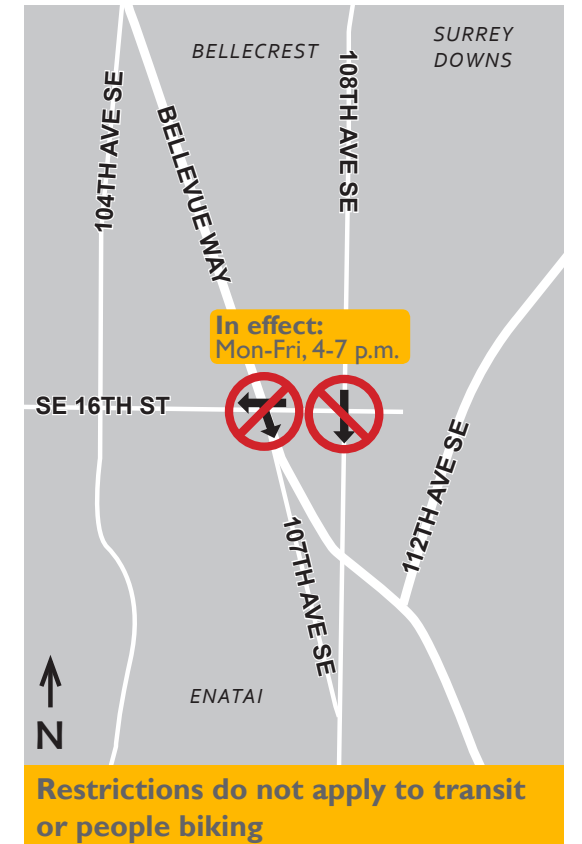 BELLECREST
SURREY
DOWNS
104TH AVE SE
BELLEVUE WAY
108TH AVE SE
In effect:
Mon-Fri, 4-7 p.m.
SE 16TH ST
112TH AVE SE
107TH AVE SE
ENATAI
N
Restrictions do not apply to transit
or people biking